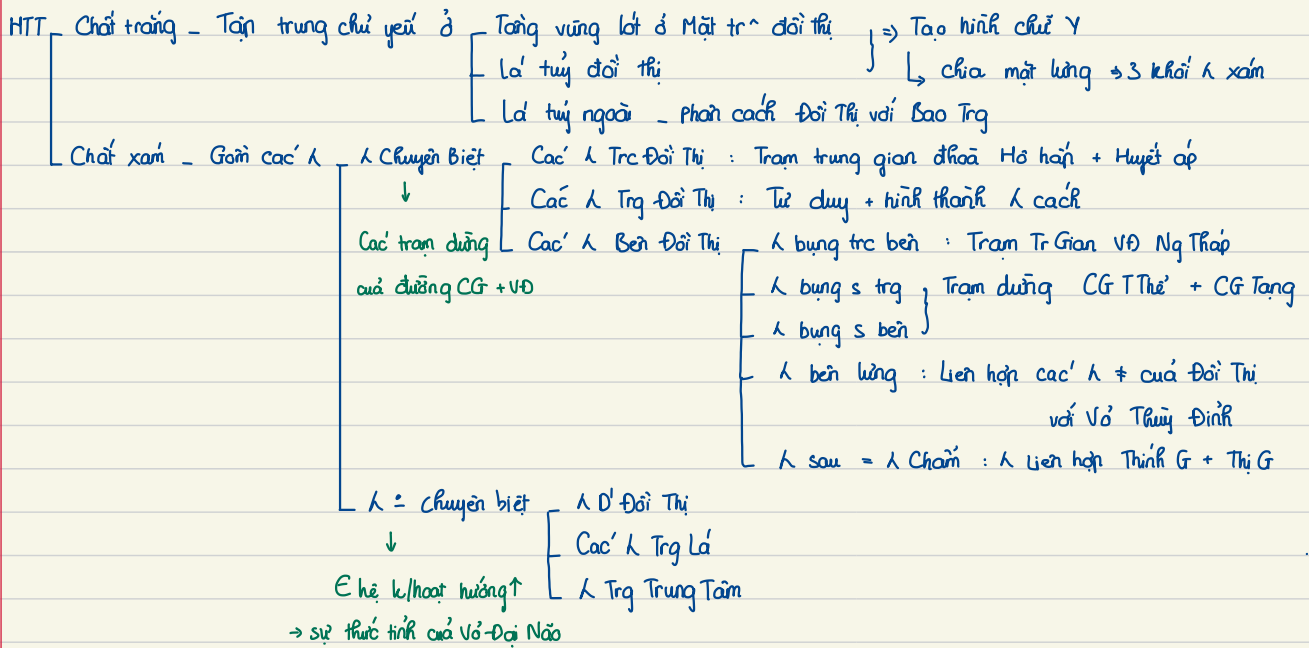 HTT - Chất trắng - Tập trung chủ yếu ở - Tầng vùng lót ở Mặt tr^ đồi thị => Tạo hình chữ Y
- Lá tuỷ đồi thị ↳ chia mặt lưng → 3 khối λ xám
- Lá tuỷ ngoài - phân cách Đồi Thị với Bao Trg
- Chất xám - Gồm các λ - λ Chuyên Biệt - Các λ Trc Đồi Thị : Trạm trung gian đhoà Hô hấp + Huyết áp
↓ - Các λ Trg Đồi Thị : Tư duy + hình thành λ cách
Các trạm dừng - Các λ Bên Đồi Thị - λ bụng trc bên : Trạm Tr Gian VĐ Ng Tháp
của đường CG + VĐ - λ bụng s trg } Trạm dừng CG T Thể + CG Tạng
- λ bụng s bên
- λ bên lưng : Liên hợp các λ ≠ của Đồi Thị
với Vỏ Thuỳ Đỉnh
- λ sau = λ Chẩm : λ Liên hợp Thính G + Thị G
- λ ∸ chuyên biệt - λ D' Đồi Thị
↓ - Các λ Trg Lá
∈ hệ k/hoạt hướng↑ - λ Trg Trung Tâm
→ sự thức tỉnh của Vỏ-Đại Não